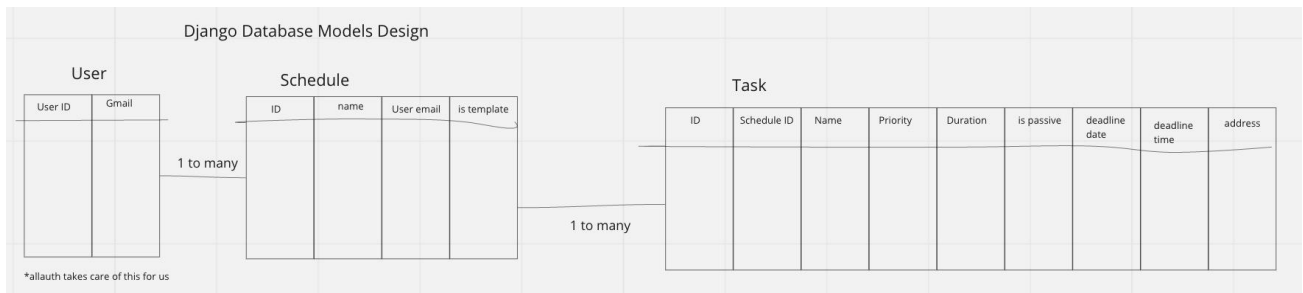 Django Database Models Design
User
Schedule
Task
User ID
Gmail
ID
name
User email
is template
ID
Schedule ID
Name
Priority
Duration
is passive
deadline
date
deadline
time
address
1 to many
1 to many
*allauth takes care of this for us